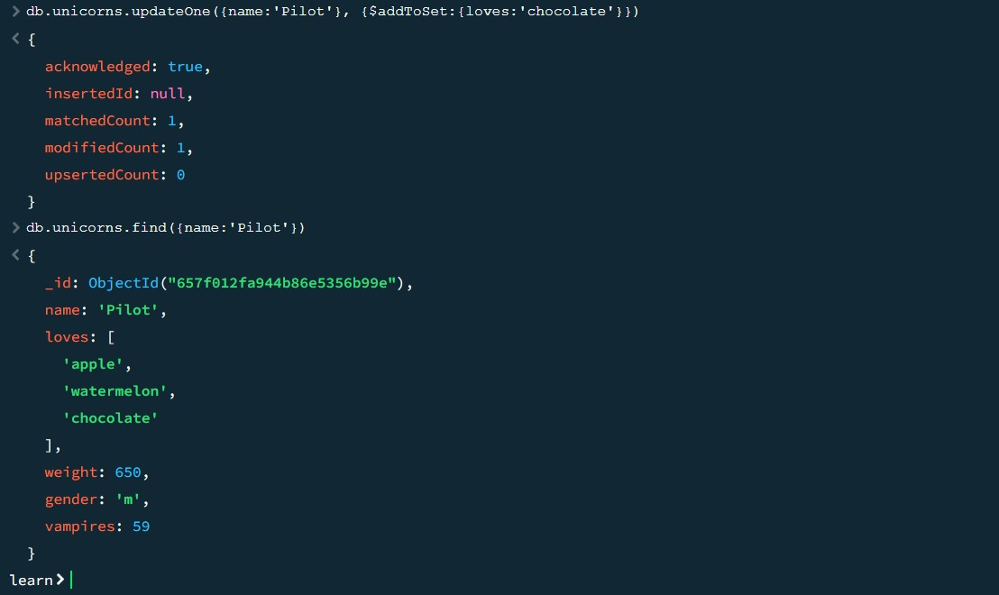 > db.unicorns.updateOne({name:'Pilot'}, {$addToSet:{loves:'chocolate'}})
< {
acknowledged: true,
insertedId: null,
matchedCount: 1,
modifiedCount: 1,
upsertedCount: 0
}
> db.unicorns.find({name:'Pilot'})
< {
_id: ObjectId("657f012fa944b86e5356b99e"),
name: 'Pilot',
loves: [
'apple',
'watermelon',
'chocolate'
],
weight: 650,
gender: 'm',
vampires: 59
}
learn>